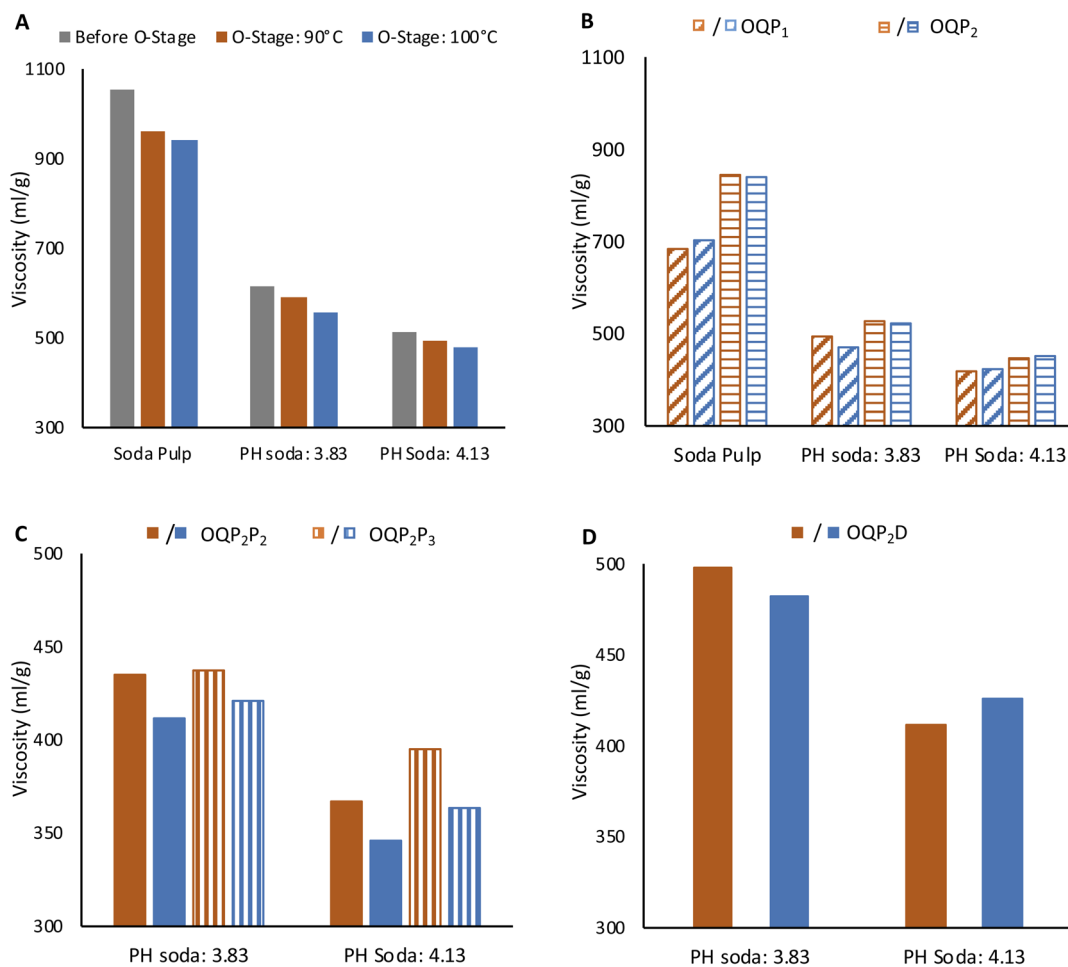 A
Before O-Stage O-Stage: 90°C O-Stage: 100°C
1100
900
700
500
300
Viscosity (ml/g)
Soda Pulp PH soda: 3.83 PH Soda: 4.13
B
/ OQP₁ / OQP₂
1100
900
700
500
300
Viscosity (ml/g)
Soda Pulp PH soda: 3.83 PH Soda: 4.13
C
/ OQP₂P₂ / OQP₂P₃
500
450
400
350
300
Viscosity (ml/g)
PH soda: 3.83 PH Soda: 4.13
D
/ OQP₂D
500
450
400
350
300
Viscosity (ml/g)
PH soda: 3.83 PH Soda: 4.13